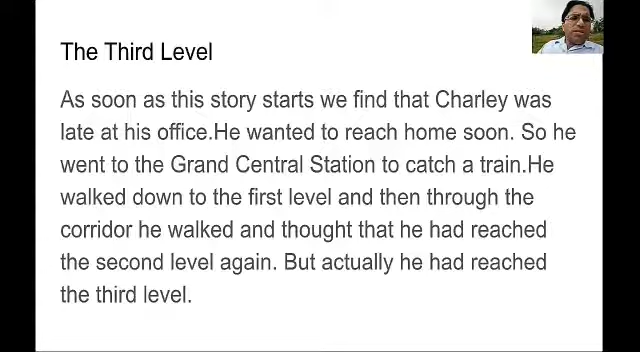 The Third Level
As soon as this story starts we find that Charley was
late at his office.He wanted to reach home soon. So he
went to the Grand Central Station to catch a train.He
walked down to the first level and then through the
corridor he walked and thought that he had reached
the second level again. But actually he had reached
the third level.